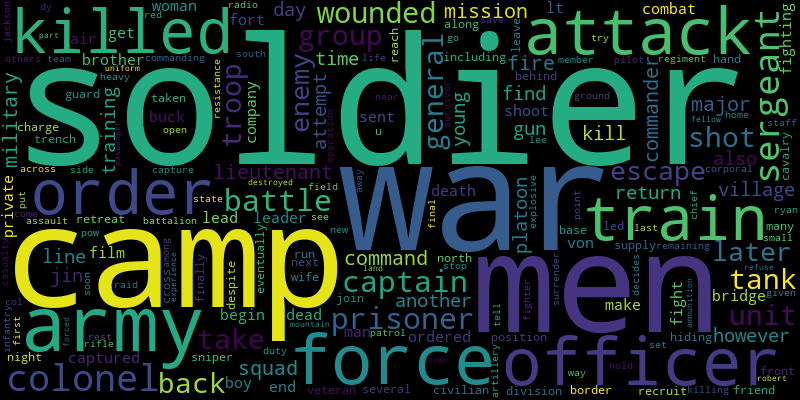 killed
soldier
war
camp
men
attack
army
force
officer
train
order
sergeant
wounded
mission
group
troop
enemy
general
battle
captain
prisoner
colonel
lieutenant
command
back
take
later
tank
unit
however
village
escape
return
major
shot
find
gun
kill
fire
time
day
woman
fort
get
air
brother
military
training
guard
taken
buck
open
trench
charge
company
attempt
resistance
sent
u
young
near
life
reach
along
go
including
leave
lt
combat
behind
member
shoot
try
pilot
regiment
hand
commander
fighting
staff
cavalry
also
home
fellow
lee
ground
corporal
ryan
many
small
chief
last
led
base
von
supply
remaining
point
explosive
platoon
death
final
away
field
destroyed
state
lead
leader
see
new
eventually
battalion
retreat
assault
pow
come
put
private
across
side
capture
line
film
jin
soon
raid
cross
among
experience
finally
despite
run
next
wife
land
north
stop
another
join
begin
dead
mountain
man
patrol
ordered
position
tell
fighter
surrender
decides
make
fight
ammunition
bridge
given
refuse
hiding
set
hold
way
front
robert
friend
killing
recruit
border
division
artillery
civilian
several
veteran
duty
squad
end
boy
sniper
captured
night
rifle
rest
forced
first
infantry
col
casualty
jackson
others
team
part
red
dy
radio
south
commanding
heavy
uniform
operation